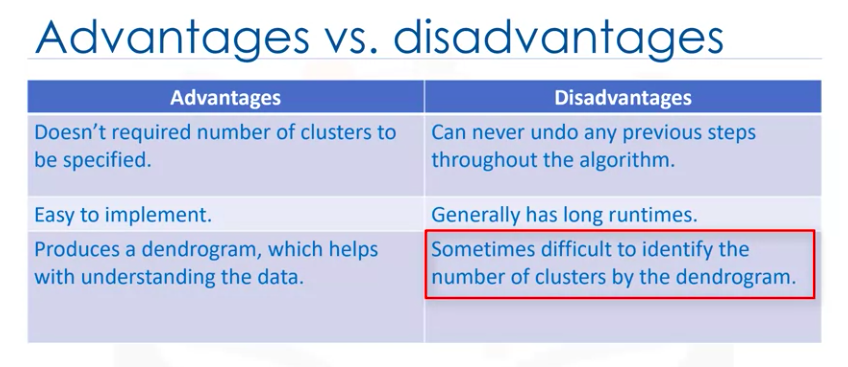 Advantages vs. disadvantages
Advantages
Disadvantages
Doesn't required number of clusters to
be specified.
Can never undo any previous steps
throughout the algorithm.
Easy to implement.
Generally has long runtimes.
Produces a dendrogram, which helps
with understanding the data.
Sometimes difficult to identify the
number of clusters by the dendrogram.